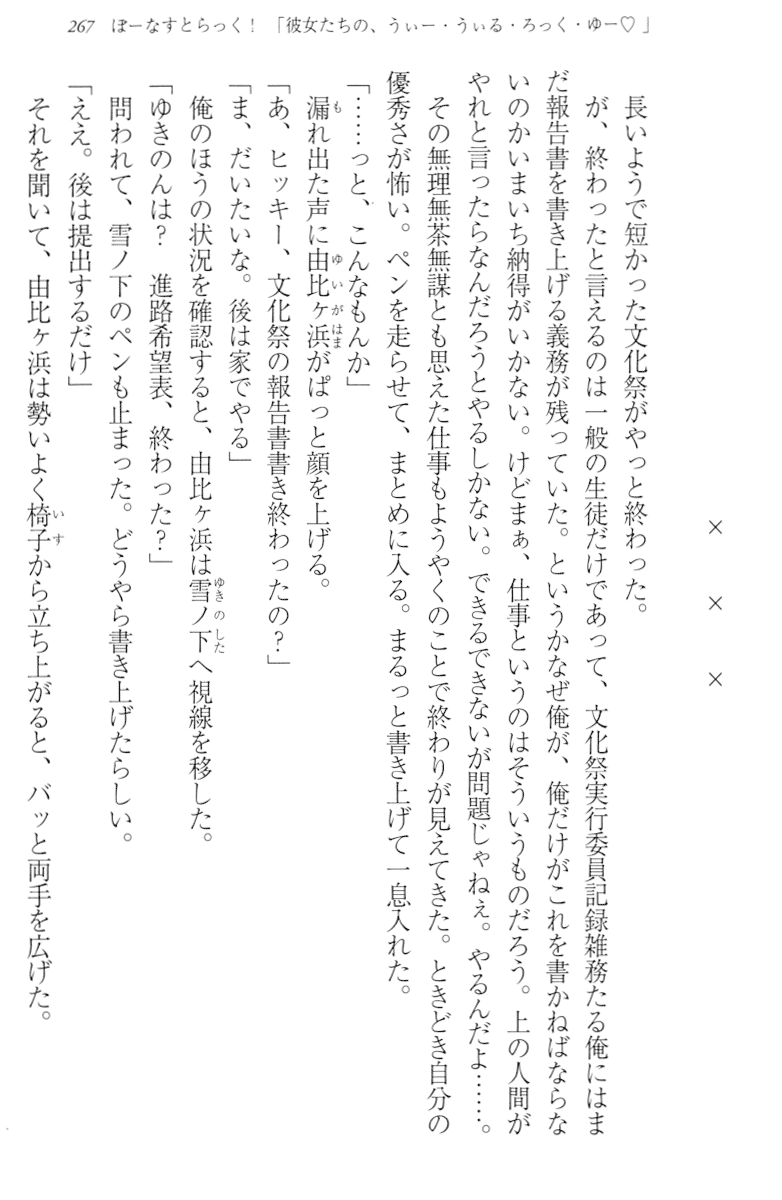 267　ぼーなすとらっく！　「彼女たちの、うぃー・うぃる・ろっく・ゆー♡」
×　×　×
長いようで短かった文化祭がやっと終わった。
が、終わったと言えるのは一般の生徒だけであって、文化祭実行委員記録雑務たる俺にはま
だ報告書を書き上げる義務が残っていた。というかなぜ俺が、俺だけがこれを書かねばならな
いのかいまいち納得がいかない。けどまぁ、仕事というのはそういうものだろう。上の人間が
やれと言ったらなんだろうとやるしかない。できるできないが問題じゃねぇ。やるんだよ……。
その無理無茶無謀とも思えた仕事もようやくのことで終わりが見えてきた。ときどき自分の
優秀さが怖い。ペンを走らせて、まとめに入る。まるっと書き上げて一息入れた。
「……っと、こんなもんか」
漏れ出た声に由比ヶ浜がぱっと顔を上げる。
「あ、ヒッキー、文化祭の報告書書き終わったの？」
「ま、だいたいな。後は家でやる」
俺のほうの状況を確認すると、由比ヶ浜は雪ノ下へ視線を移した。
「ゆきのんは？　進路希望表、終わった？」
問われて、雪ノ下のペンも止まった。どうやら書き上げたらしい。
「ええ。後は提出するだけ」
それを聞いて、由比ヶ浜は勢いよく椅子から立ち上がると、バッと両手を広げた。